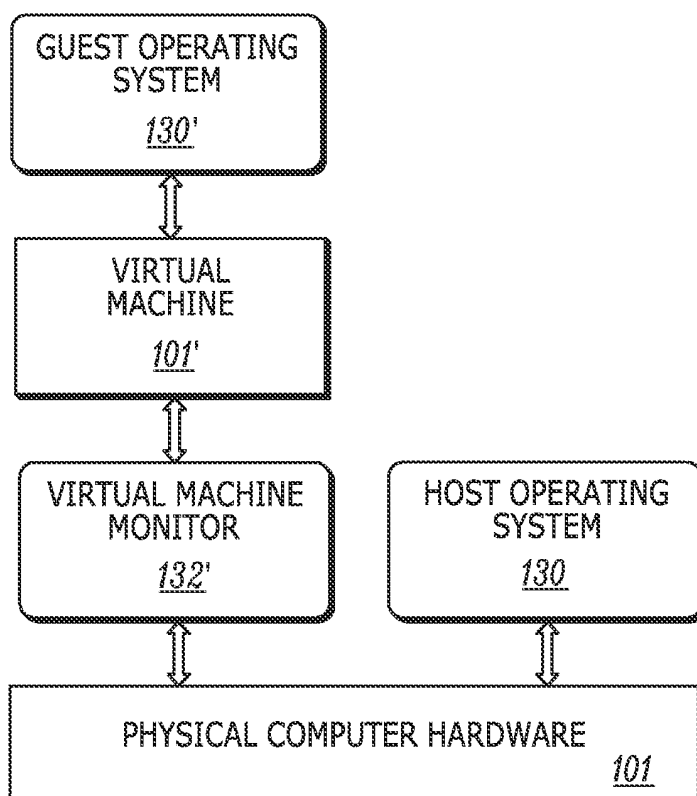 GUEST OPERATING
SYSTEM
130'
VIRTUAL
MACHINE
101'
VIRTUAL MACHINE
MONITOR
132'
HOST OPERATING
SYSTEM
130
PHYSICAL COMPUTER HARDWARE
101